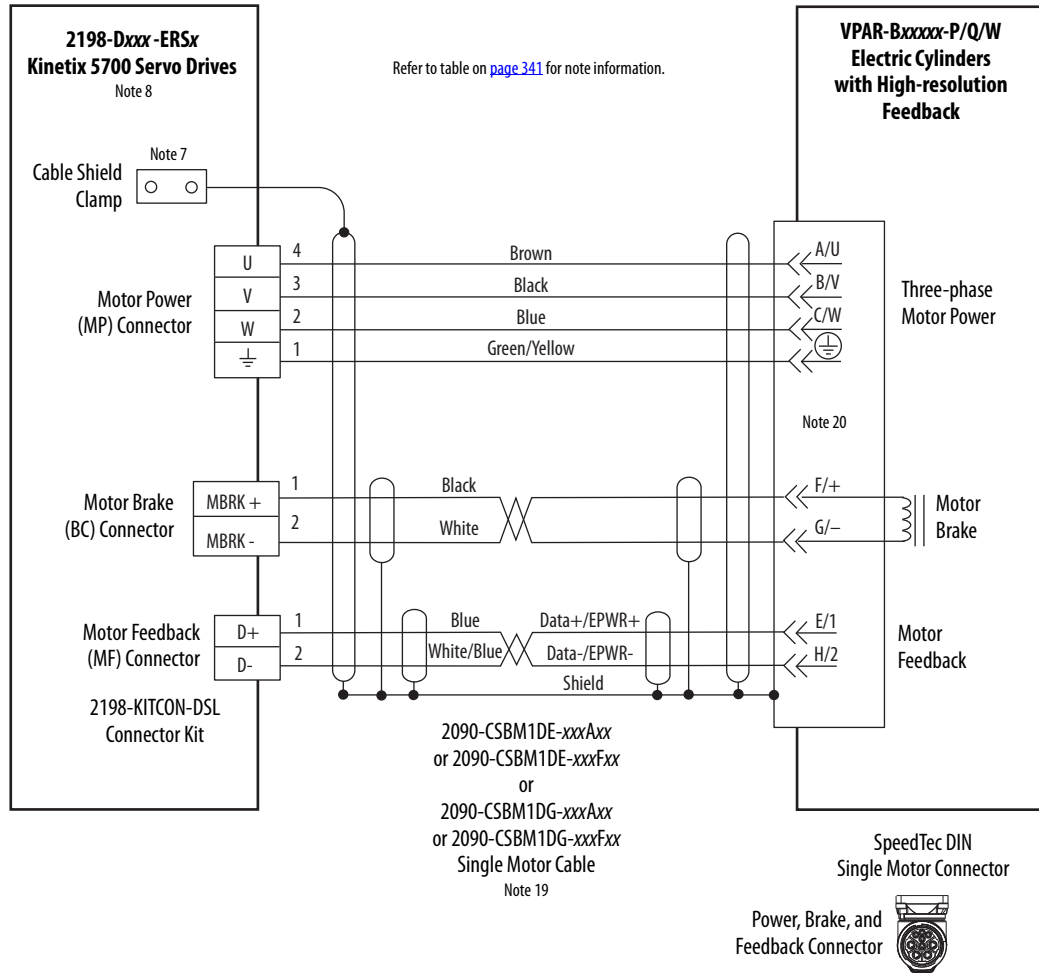 2198-Dxxx -ERSx
Kinetix 5700 Servo Drives
Note 8
Refer to table on page 341 for note information.
VPAR-Bxxxxx-P/Q/W
Electric Cylinders
with High-resolution
Feedback
Note 7
Cable Shield
Clamp
Motor Power
(MP) Connector
U
V
W
4
3
2
1
Brown
Black
Blue
Green/Yellow
A/U
B/V
C/W
Three-phase
Motor Power
Note 20
Motor Brake
(BC) Connector
MBRK +
MBRK -
1
2
Black
White
F/+
G/–
Motor
Brake
Motor Feedback
(MF) Connector
D+
D-
1
2
Blue
White/Blue
Data+/EPWR+
Data-/EPWR-
Shield
E/1
H/2
Motor
Feedback
2198-KITCON-DSL
Connector Kit
2090-CSBM1DE-xxxAxx
or 2090-CSBM1DE-xxxFxx
or
2090-CSBM1DG-xxxAxx
or 2090-CSBM1DG-xxxFxx
Single Motor Cable
Note 19
SpeedTec DIN
Single Motor Connector
Power, Brake, and
Feedback Connector